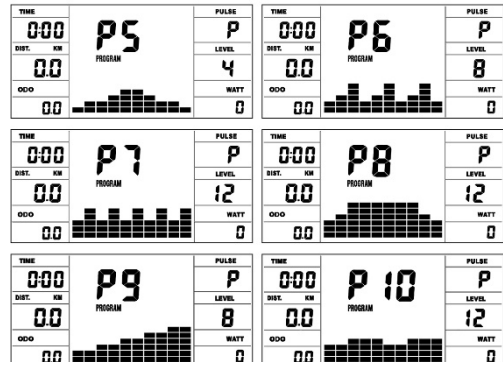 TIME PULSE TIME PULSE
0:00 P5 P 0:00 P6 P
DIST. KM PROGRAM LEVEL DIST. KM PROGRAM LEVEL
0.0 4 0.0 8
ODO WATT ODO WATT
0.0 0 0.0 0
TIME PULSE TIME PULSE
0:00 P7 P 0:00 P8 P
DIST. KM PROGRAM LEVEL DIST. KM PROGRAM LEVEL
0.0 12 0.0 12
ODO WATT ODO WATT
0.0 0 0.0 0
TIME PULSE TIME PULSE
0:00 P9 P 0:00 P10 P
DIST. KM PROGRAM LEVEL DIST. KM PROGRAM LEVEL
0.0 8 0.0 12
ODO WATT ODO WATT
0.0 0 0.0 0